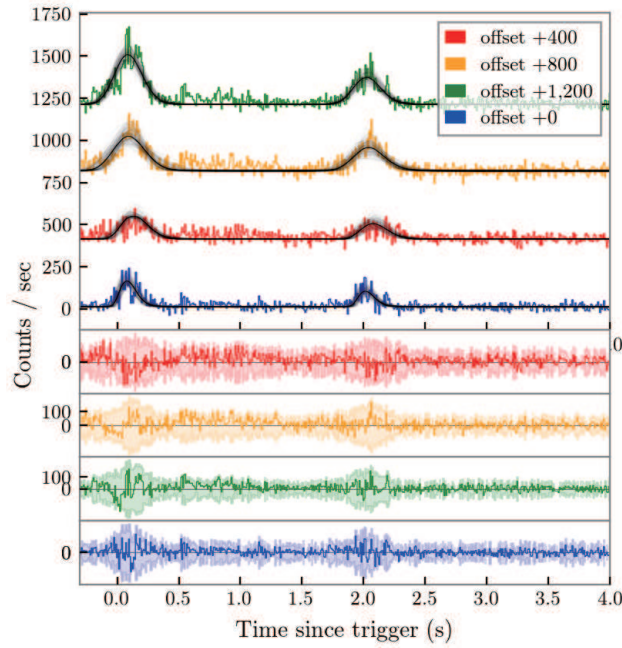 1750
1500
1250
1000
750
500
250
0
offset +400
offset +800
offset +1,200
offset +0
Counts / sec
0
0
100
0
100
0
0
0.0 0.5 1.0 1.5 2.0 2.5 3.0 3.5 4.0
Time since trigger (s)